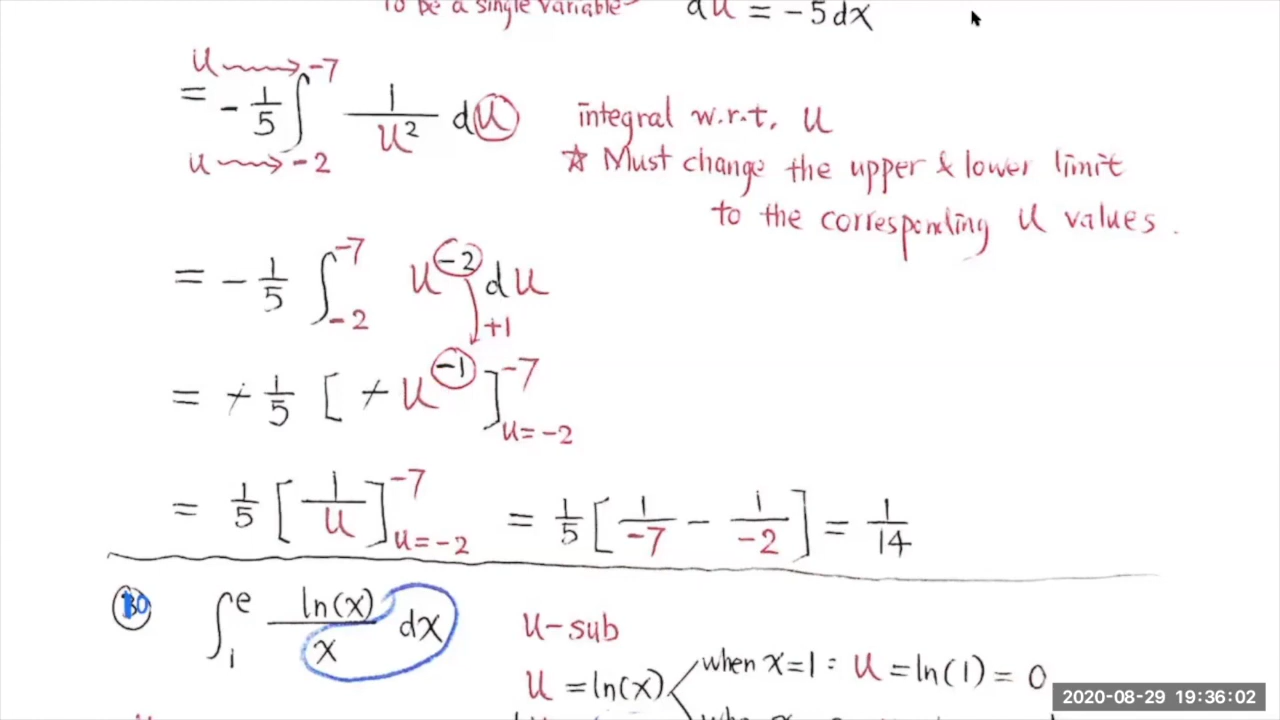 to be a single variable du = -5dx
u ⟿ -7
= -1/5 ∫ 1/u² du integral w.r.t. u
u ⟿ -2 ☆ Must change the upper & lower limit
to the corresponding u values.
= -1/5 ∫_{-2}^{-7} u^{-2} du
+1
= +1/5 [ +u^{-1} ]_{u=-2}^{-7}
= 1/5 [ 1/u ]_{u=-2}^{-7} = 1/5 [ 1/-7 - 1/-2 ] = 1/14
∫_1^e ln(x)/x dx u-sub
u = ln(x) when x=1 : u = ln(1) = 0
2020-08-29 19:36:02